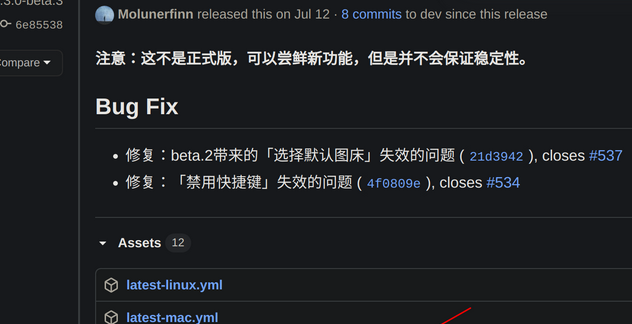 .3.0-beta.3
6e85538
Compare
Molunerfinn released this on Jul 12 · 8 commits to dev since this release
注意：这不是正式版，可以尝鲜新功能，但是并不会保证稳定性。
Bug Fix
• 修复：beta.2带来的「选择默认图床」失效的问题 ( 21d3942 ), closes #537
• 修复：「禁用快捷键」失效的问题 ( 4f0809e ), closes #534
Assets 12
latest-linux.yml
latest-mac.yml